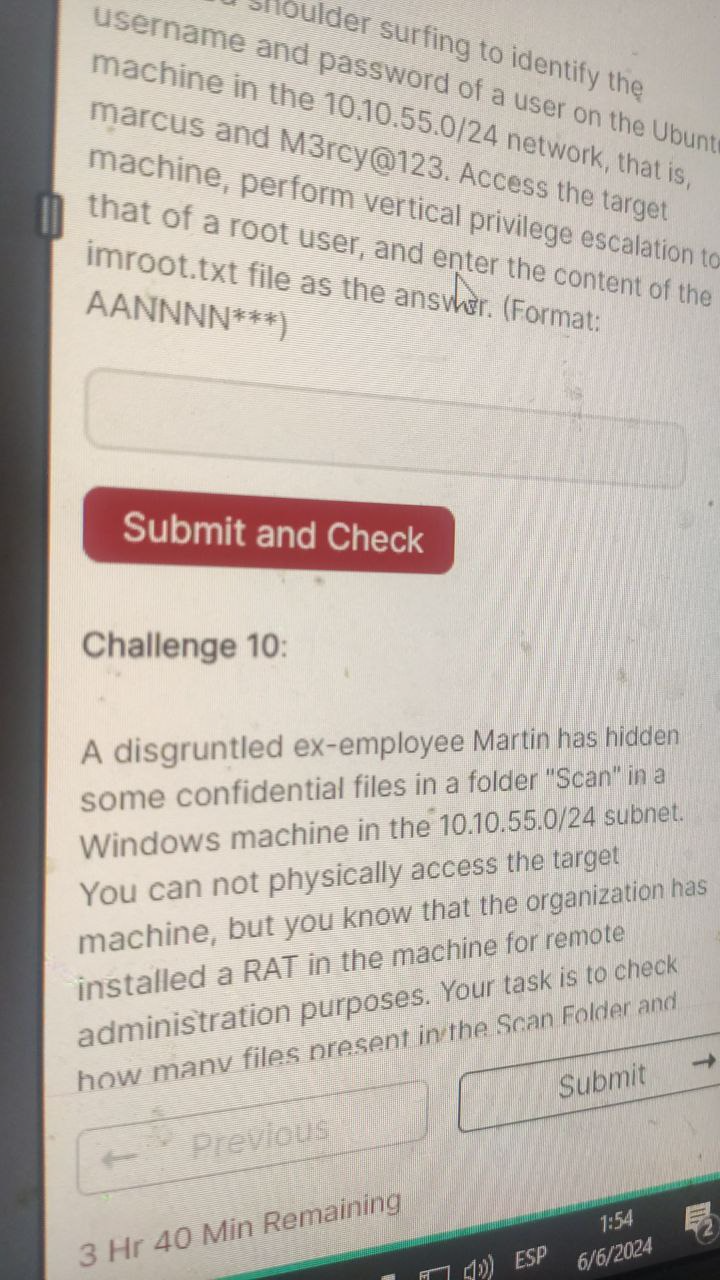 shoulder surfing to identify the
username and password of a user on the Ubuntu
machine in the 10.10.55.0/24 network, that is,
marcus and M3rcy@123. Access the target
machine, perform vertical privilege escalation to
that of a root user, and enter the content of the
imroot.txt file as the answer. (Format:
AANNNN***)
Submit and Check
Challenge 10:
A disgruntled ex-employee Martin has hidden
some confidential files in a folder "Scan" in a
Windows machine in the 10.10.55.0/24 subnet.
You can not physically access the target
machine, but you know that the organization has
installed a RAT in the machine for remote
administration purposes. Your task is to check
how many files present in the Scan Folder and
← Previous
Submit →
3 Hr 40 Min Remaining
ESP
1:54
6/6/2024
2